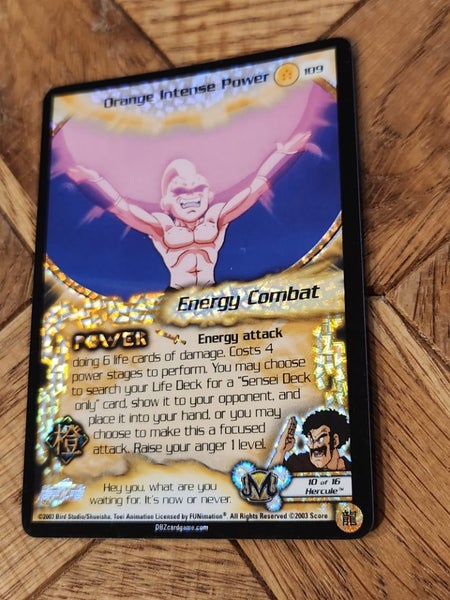 Orange Intense Power
109
Energy Combat
POWER Energy attack
doing 6 life cards of damage. Costs 4
power stages to perform. You may choose
to search your Life Deck for a "Sensei Deck
only" card, show it to your opponent, and
place it into your hand, or you may
choose to make this a focused
attack. Raise your anger 1 level.
橙
M
10 of 16
Hercule™
Hey you, what are you
waiting for. It's now or never.
©2003 Bird Studio/Shueisha, Toei Animation Licensed by FUNimation®. All Rights Reserved ©2003 Score
DBZcardgame.com
龍